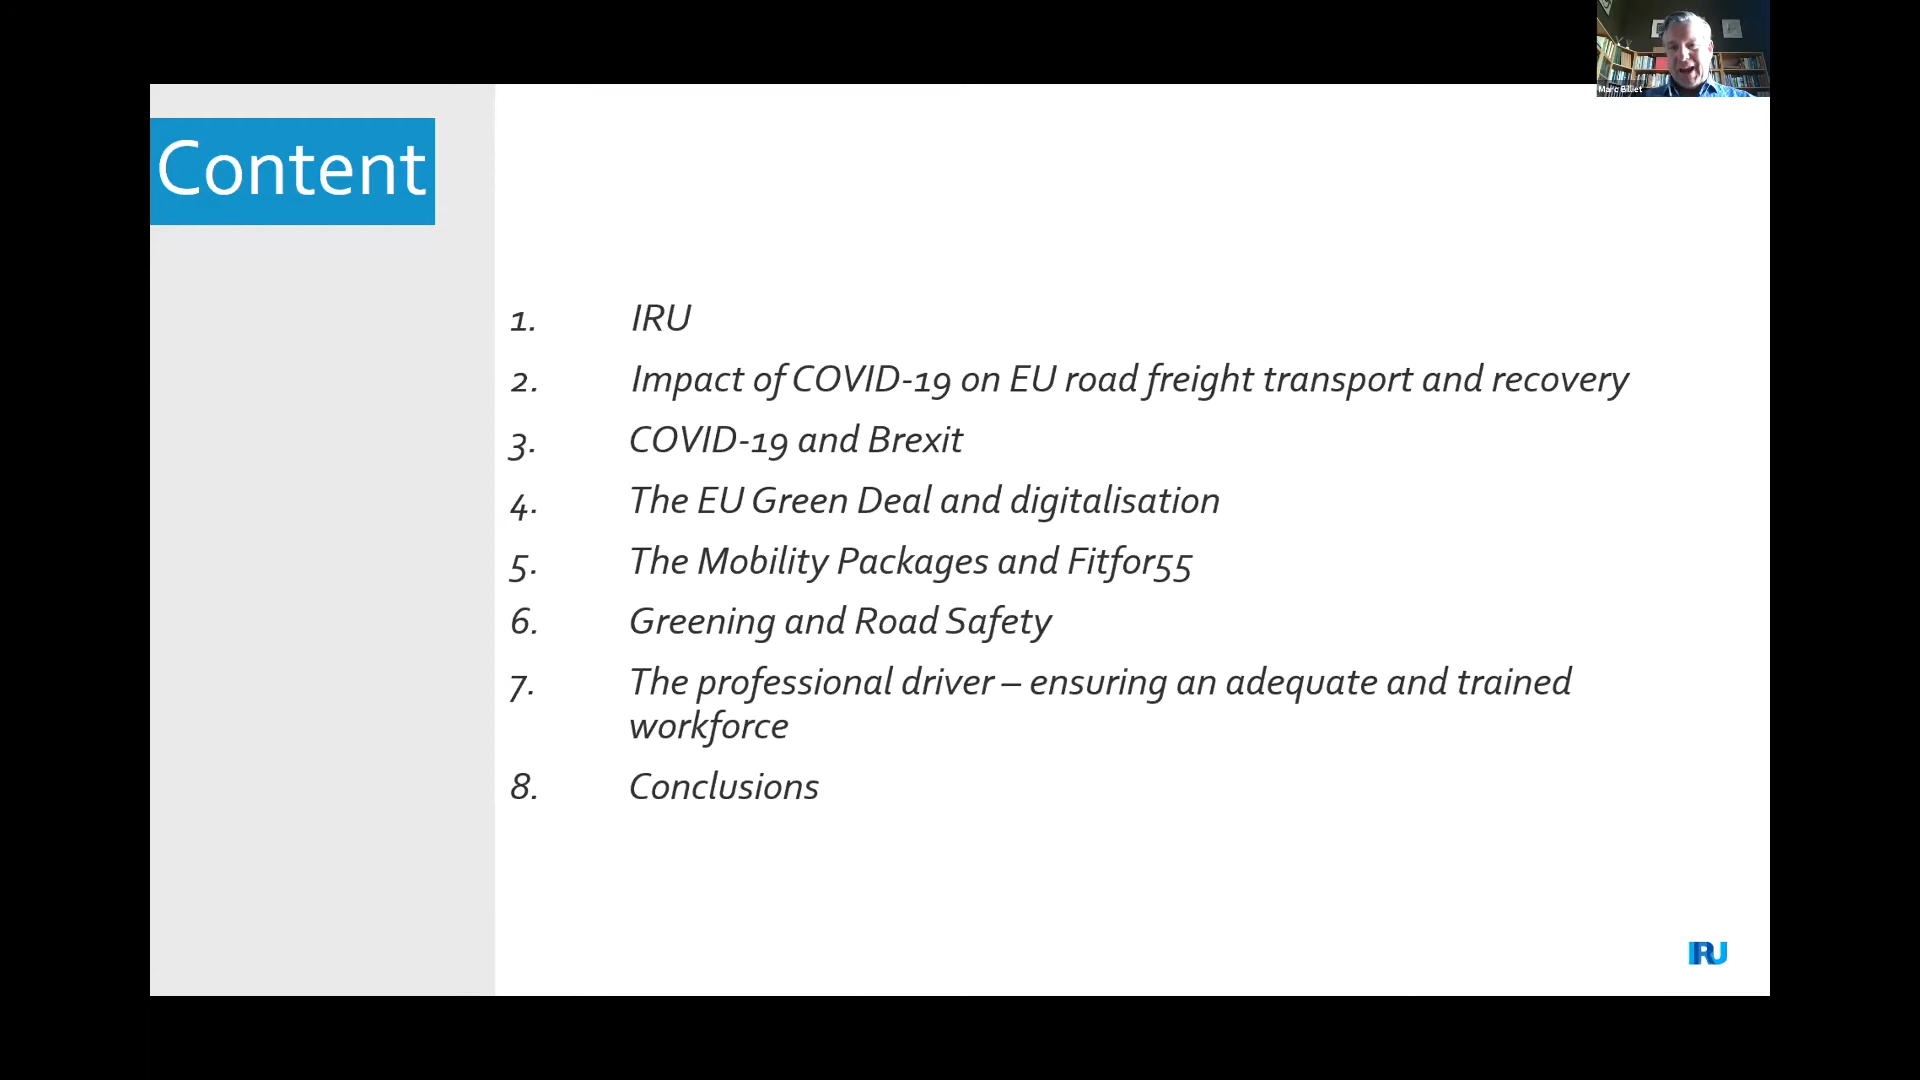 Marc Billet
Content
1. IRU
2. Impact of COVID-19 on EU road freight transport and recovery
3. COVID-19 and Brexit
4. The EU Green Deal and digitalisation
5. The Mobility Packages and Fitfor55
6. Greening and Road Safety
7. The professional driver – ensuring an adequate and trained
workforce
8. Conclusions
IRU